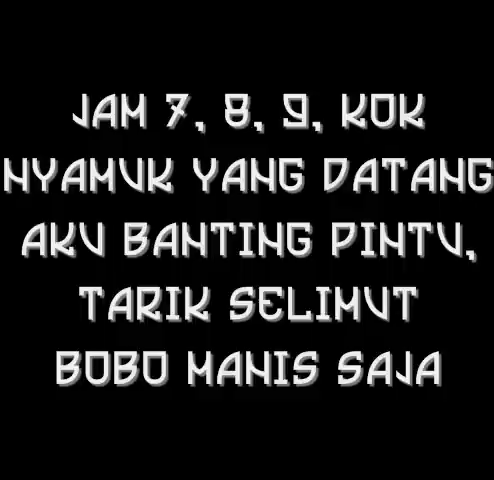 JAM 7, 8, 9, KOK
NYAMUK YANG DATANG
AKU BANTING PINTU,
TARIK SELIMUT
BOBO MANIS SAJA